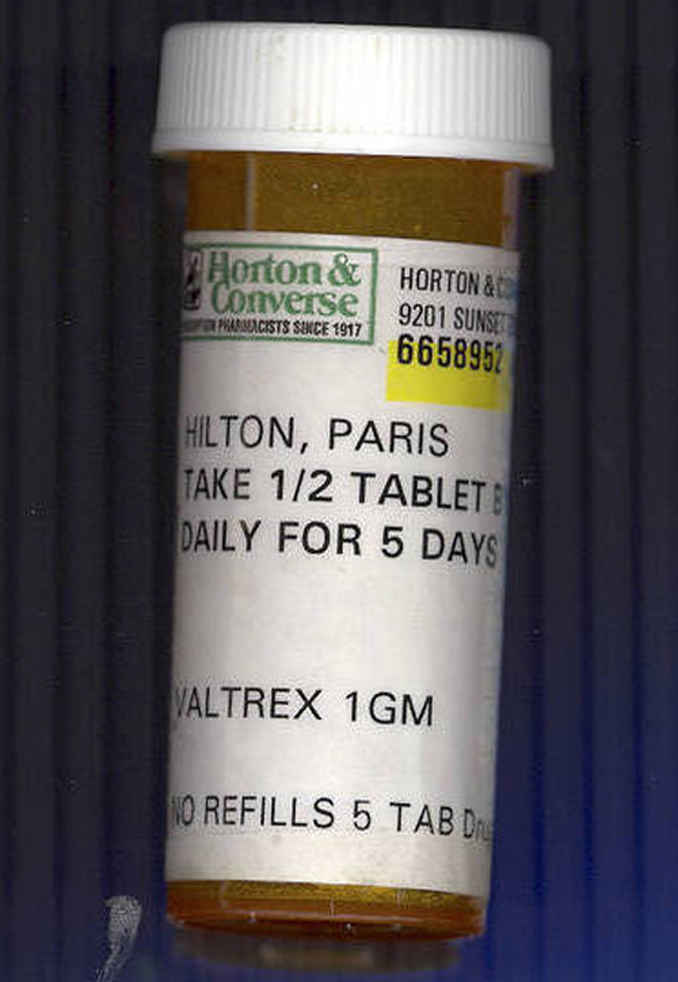 Horton &
Converse
PHARMACISTS SINCE 1917
HORTON &
9201 SUNSET
6658952
HILTON, PARIS
TAKE 1/2 TABLET
DAILY FOR 5 DAYS
VALTREX 1GM
NO REFILLS 5 TAB